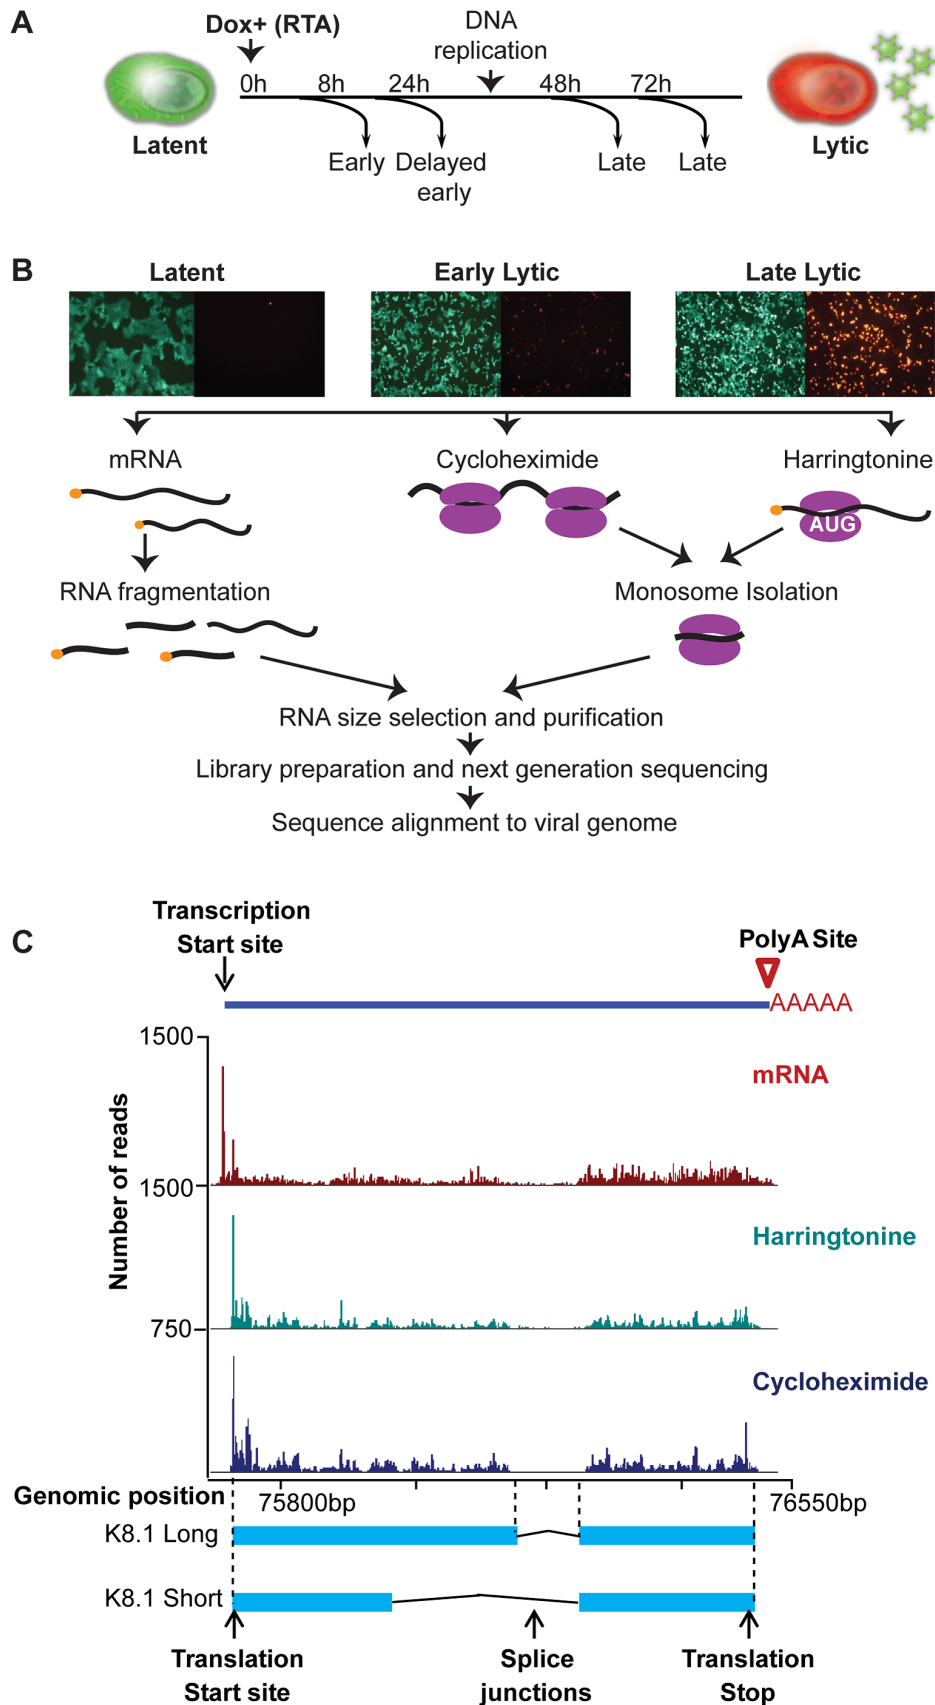 A
Dox+ (RTA)
DNA
replication
0h 8h 24h 48h 72h
Latent
Early
Delayed
early
Late
Late
Lytic
B
Latent
Early Lytic
Late Lytic
mRNA
Cycloheximide
Harringtonine
AUG
RNA fragmentation
Monosome Isolation
RNA size selection and purification
Library preparation and next generation sequencing
Sequence alignment to viral genome
C
Transcription
Start site
PolyA Site
AAAAA
1500
mRNA
Number of reads
1500
Harringtonine
750
Cycloheximide
Genomic position
75800bp
76550bp
K8.1 Long
K8.1 Short
Translation
Start site
Splice
junctions
Translation
Stop